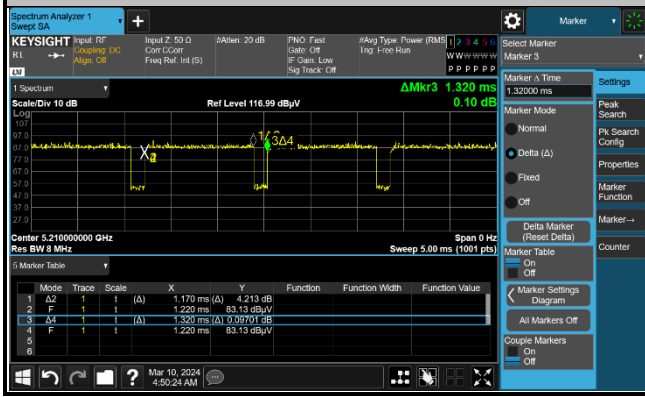 Spectrum Analyzer 1
Swept SA
+
Marker
KEYSIGHT
Input: RF
Input Z: 50 Ω
#Atten: 20 dB
PNO: Fast
#Avg Type: Power (RMS
1 2 3 4 5 6
RL
Coupling: DC
Corr CCorr
Gate: Off
Trig: Free Run
W W W W W W
Align: Off
Freq Ref: Int (S)
IF Gain: Low
P P P P P P
LXI
Sig Track: Off
Select Marker
Marker 3
1 Spectrum
ΔMkr3 1.320 ms
Scale/Div 10 dB
Ref Level 116.99 dBµV
0.10 dB
Log
107
97.0
87.0
77.0
67.0
57.0
47.0
37.0
27.0
3Δ4
Center 5.210000000 GHz
Span 0 Hz
Res BW 8 MHz
Sweep 5.00 ms (1001 pts)
5 Marker Table
Mode Trace Scale X Y Function Function Width Function Value
1 Δ2 1 t (Δ) 1.170 ms (Δ) 4.213 dB
2 F 1 t 1.220 ms 83.13 dBµV
3 Δ4 1 t (Δ) 1.320 ms (Δ) 0.09701 dB
4 F 1 t 1.220 ms 83.13 dBµV
5
6
Mar 10, 2024
4:50:24 AM
?
Marker Δ Time
1.32000 ms
Marker Mode
Normal
Delta (Δ)
Fixed
Off
Delta Marker
(Reset Delta)
Marker Table
On
Off
Marker Settings
Diagram
All Markers Off
Couple Markers
On
Off
Settings
Peak
Search
Pk Search
Config
Properties
Marker
Function
Marker→
Counter